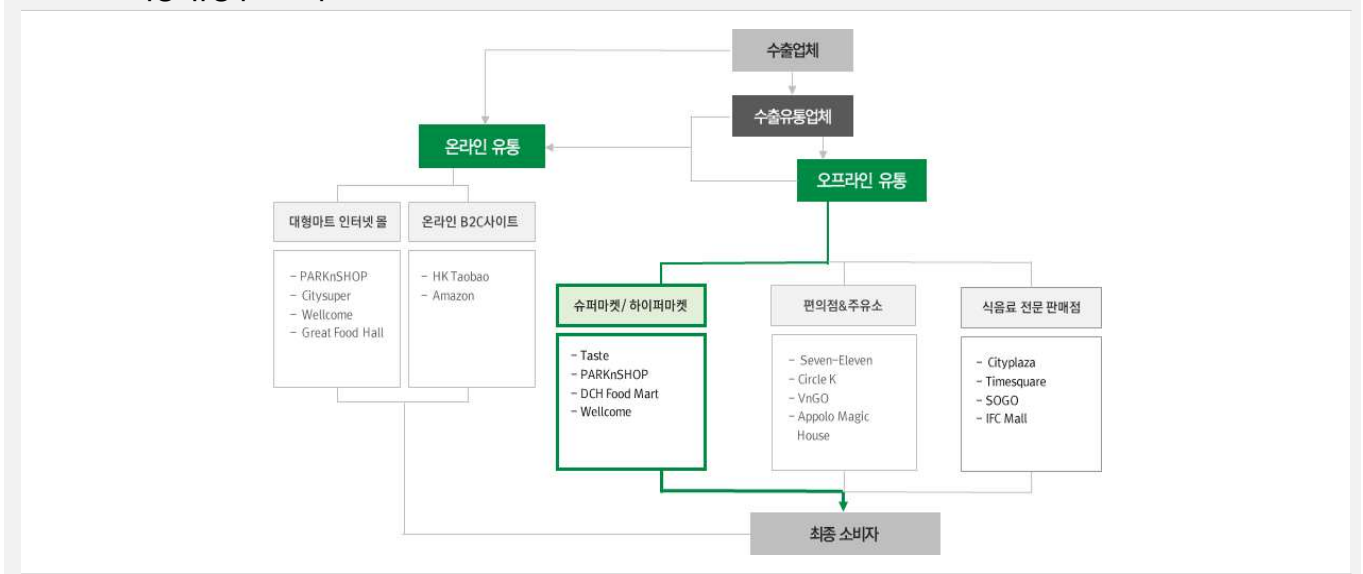 수출업체
수출유통업체
온라인 유통
오프라인 유통
대형마트 인터넷 몰
온라인 B2C사이트
- PARKnSHOP
- Citysuper
- Wellcome
- Great Food Hall
- HK Taobao
- Amazon
슈퍼마켓/ 하이퍼마켓
편의점&주유소
식음료 전문 판매점
- Taste
- PARKnSHOP
- DCH Food Mart
- Wellcome
- Seven-Eleven
- Circle K
- VnGO
- Appolo Magic
House
- Cityplaza
- Timesquare
- SOGO
- IFC Mall
최종 소비자